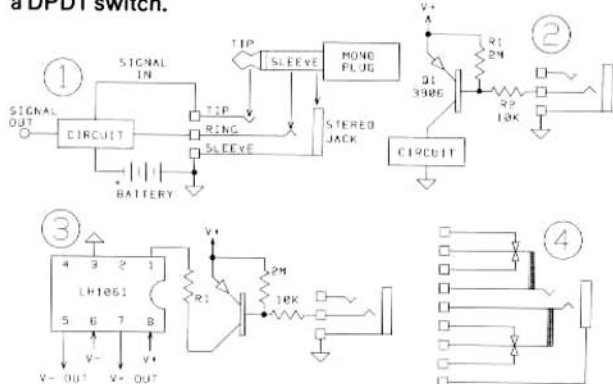 a DPDT switch.
1
SIGNAL
IN
TIP
SLEEVE
MONO
PLUG
SIGNAL
OUT
CIRCUIT
TIP
RING
SLEEVE
STEREO
JACK
+
BATTERY
2
V+
R1
2M
Q1
3906
R2
10K
CIRCUIT
3
4 3 2 1
LH1061
5 6 7 8
V-
V+
V- OUT
V+ OUT
R1
V+
2M
10K
4